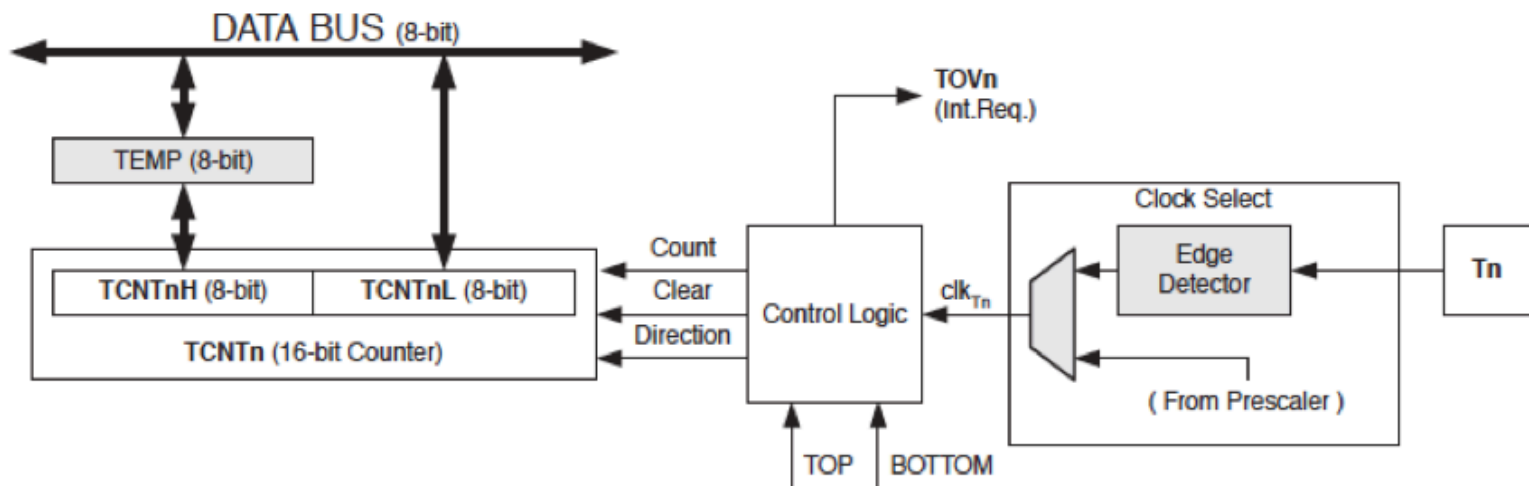 DATA BUS (8-bit)
TOVn
(Int.Req.)
TEMP (8-bit)
Clock Select
Edge
Detector
Tn
Count
TCNTnH (8-bit) TCNTnL (8-bit)
Clear
clkTn
Control Logic
Direction
TCNTn (16-bit Counter)
( From Prescaler )
TOP BOTTOM